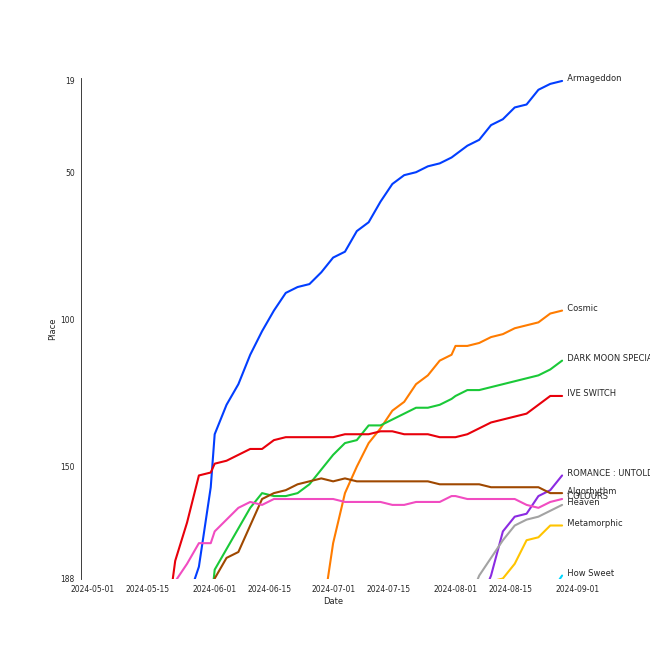 19
50
100
150
188
Place
Armageddon
Cosmic
DARK MOON SPECIA
IVE SWITCH
ROMANCE : UNTOLD
Algorhythm
COLOURS
Heaven
Metamorphic
How Sweet
2024-05-01 2024-05-15 2024-06-01 2024-06-15 2024-07-01 2024-07-15 2024-08-01 2024-08-15 2024-09-01
Date